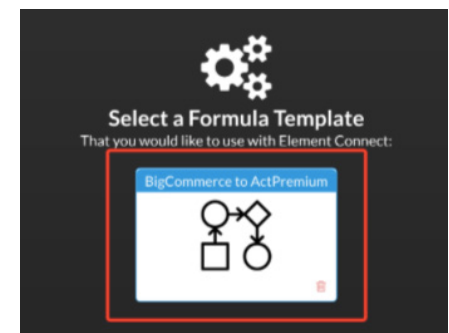 Select a Formula Template
That you would like to use with Element Connect:
BigCommerce to ActPremium